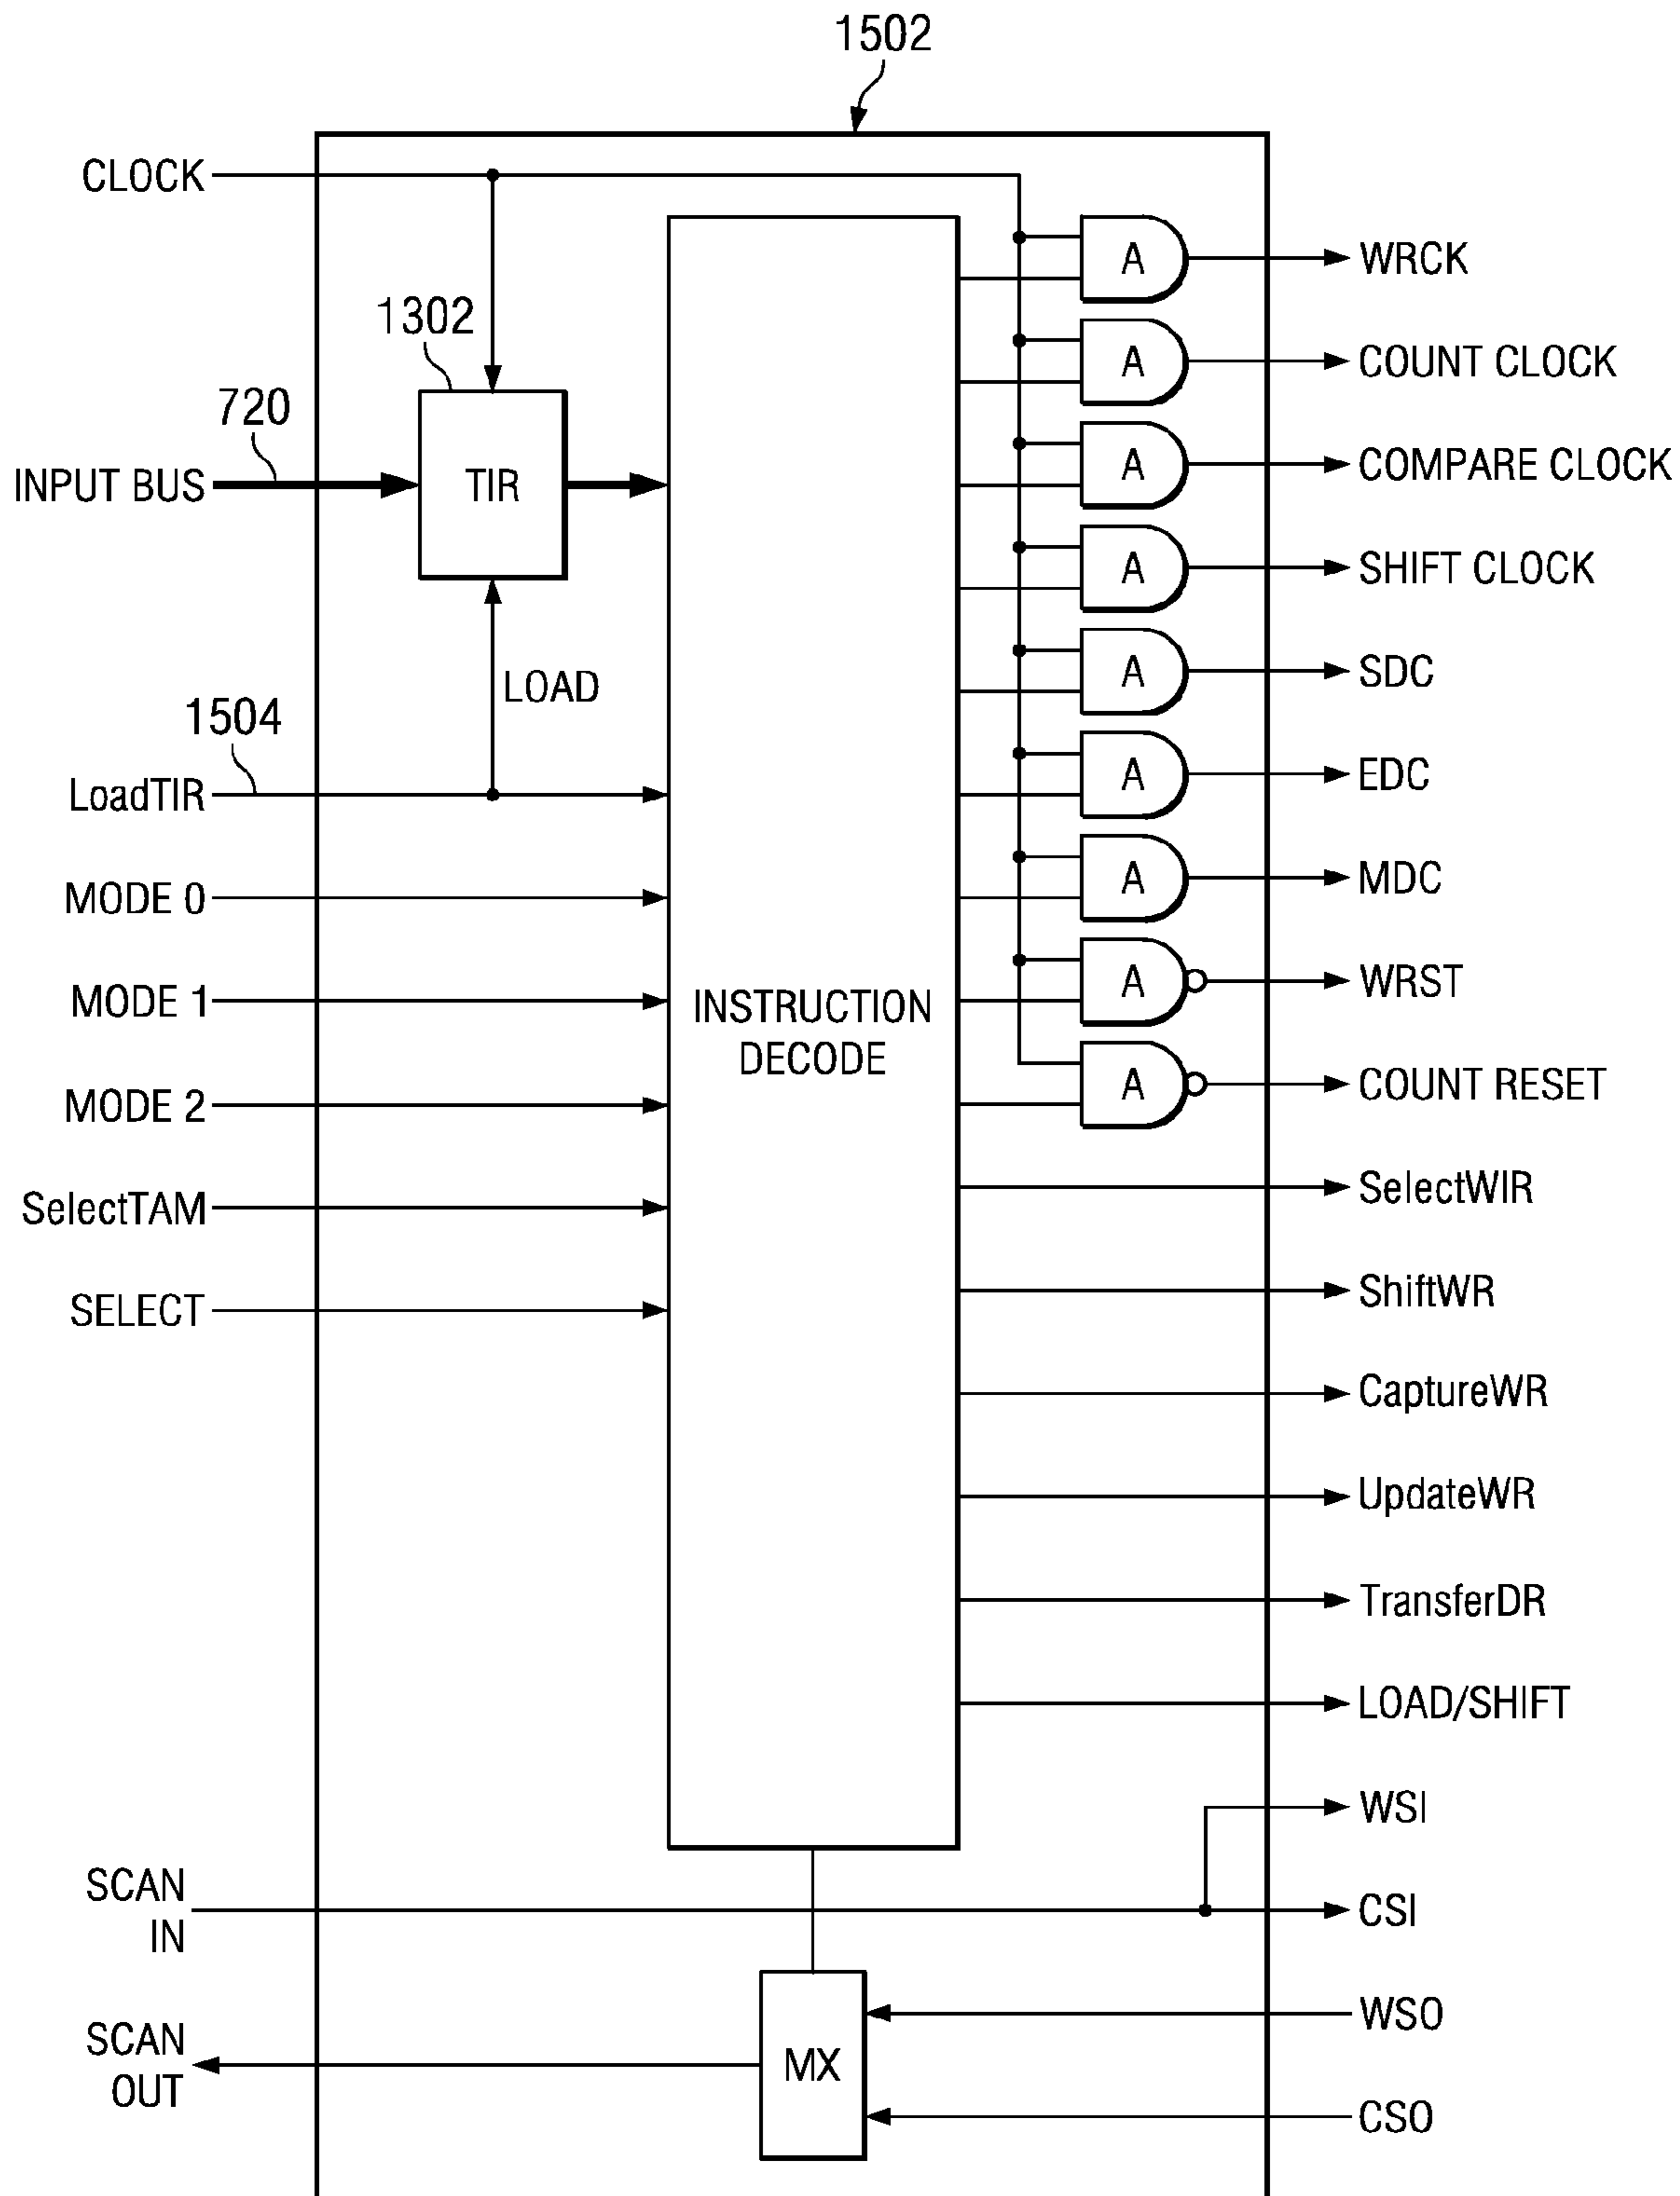 1502
CLOCK
A
WRCK
1302
A
COUNT CLOCK
720
INPUT BUS
TIR
A
COMPARE CLOCK
A
SHIFT CLOCK
LOAD
A
SDC
1504
LoadTIR
A
EDC
MODE 0
A
MDC
MODE 1
INSTRUCTION
DECODE
A
WRST
MODE 2
A
COUNT RESET
SelectTAM
SelectWIR
SELECT
ShiftWR
CaptureWR
UpdateWR
TransferDR
LOAD/SHIFT
WSI
SCAN
IN
CSI
SCAN
OUT
MX
WSO
CSO